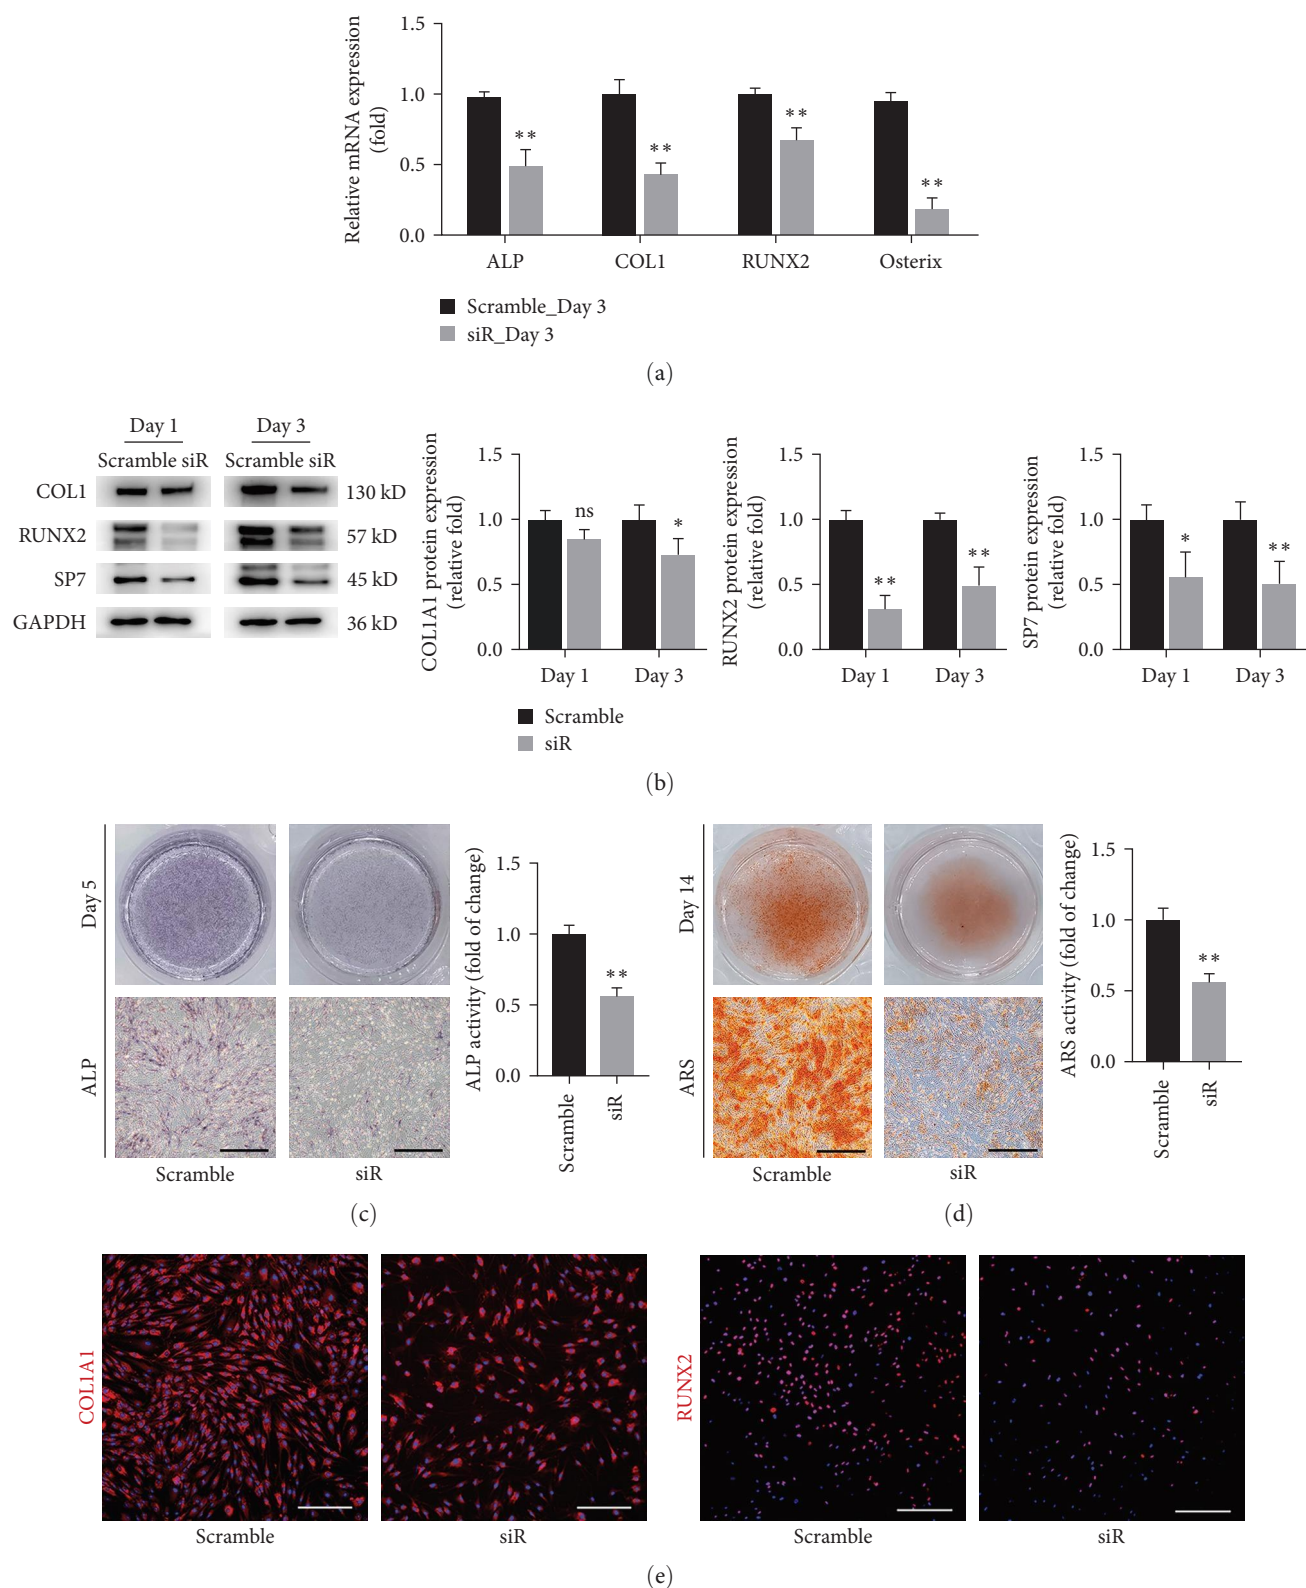 1.5
1.0
0.5
0.0
Relative mRNA expression
(fold)
** ** ** **
ALP COL1 RUNX2 Osterix
Scramble_Day 3
siR_Day 3
(a)
Day 1 Day 3
Scramble siR Scramble siR
COL1 130 kD
RUNX2 57 kD
SP7 45 kD
GAPDH 36 kD
COL1A1 protein expression
(relative fold)
1.5
1.0
0.5
0.0
ns *
Day 1 Day 3
RUNX2 protein expression
(relative fold)
1.5
1.0
0.5
0.0
** **
Day 1 Day 3
SP7 protein expression
(relative fold)
1.5
1.0
0.5
0.0
* **
Day 1 Day 3
Scramble
siR
(b)
Day 5
ALP
Scramble siR
ALP activity (fold of change)
1.5
1.0
0.5
0.0
**
Scramble
siR
(c)
Day 14
ARS
Scramble siR
ARS activity (fold of change)
1.5
1.0
0.5
0.0
**
Scramble
siR
(d)
COL1A1
Scramble siR
RUNX2
Scramble siR
(e)